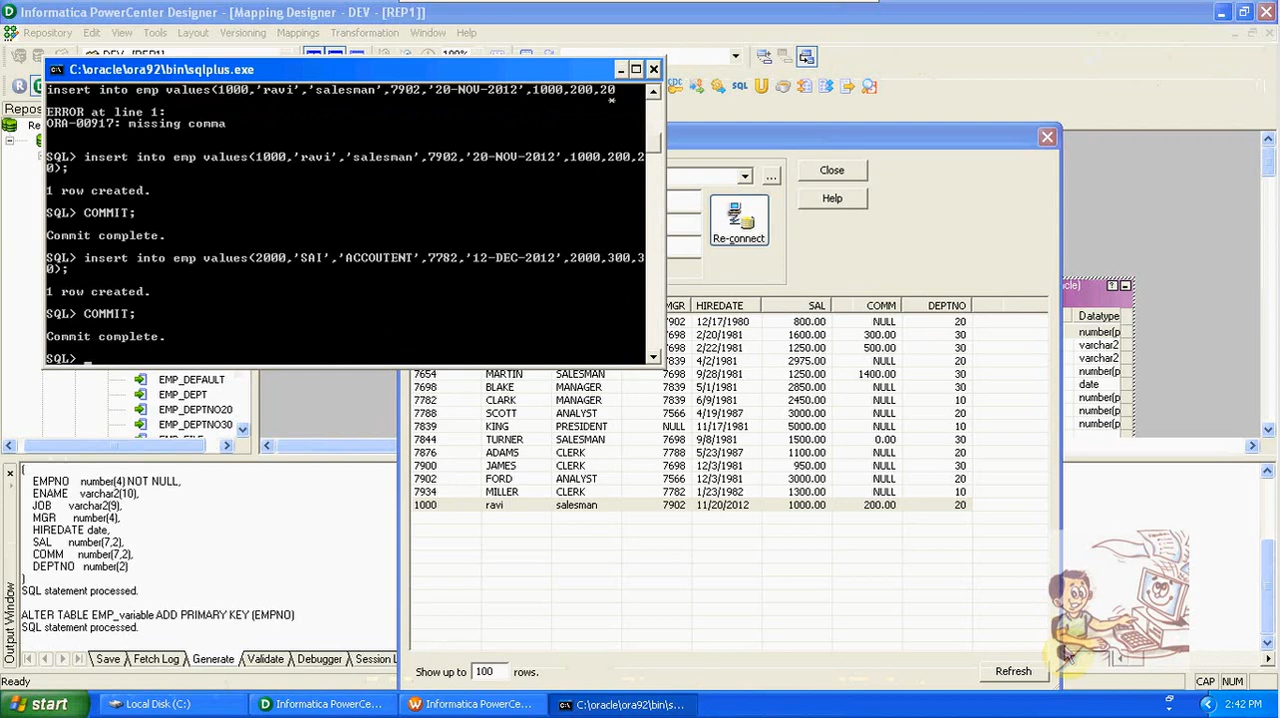 Informatica PowerCenter Designer - [Mapping Designer - DEV - [REP1]]
Repository Edit View Tools Layout Versioning Mappings Transformation Window Help
C:\oracle\ora92\bin\sqlplus.exe
insert into emp values(1000,'ravi','salesman',7902,'20-NOV-2012',1000,200,20
*
ERROR at line 1:
ORA-00917: missing comma
SQL> insert into emp values(1000,'ravi','salesman',7902,'20-NOV-2012',1000,200,2
0);
1 row created.
SQL> COMMIT;
Commit complete.
SQL> insert into emp values(2000,'SAI','ACCOUTENT',7782,'12-DEC-2012',2000,300,3
0);
1 row created.
SQL> COMMIT;
Commit complete.
SQL> _
Repos
Re
SQL
...
Close
Help
Re-connect
cle)
Datatype
number(p
varchar2
varchar2
number(p
date
number(p
number(p
number(p
MGR HIREDATE SAL COMM DEPTNO
7902 12/17/1980 800.00 NULL 20
7698 2/20/1981 1600.00 300.00 30
7698 2/22/1981 1250.00 500.00 30
7839 4/2/1981 2975.00 NULL 20
7654 MARTIN SALESMAN 7698 9/28/1981 1250.00 1400.00 30
7698 BLAKE MANAGER 7839 5/1/1981 2850.00 NULL 30
7782 CLARK MANAGER 7839 6/9/1981 2450.00 NULL 10
7788 SCOTT ANALYST 7566 4/19/1987 3000.00 NULL 20
7839 KING PRESIDENT NULL 11/17/1981 5000.00 NULL 10
7844 TURNER SALESMAN 7698 9/8/1981 1500.00 0.00 30
7876 ADAMS CLERK 7788 5/23/1987 1100.00 NULL 20
7900 JAMES CLERK 7698 12/3/1981 950.00 NULL 30
7902 FORD ANALYST 7566 12/3/1981 3000.00 NULL 20
7934 MILLER CLERK 7782 1/23/1982 1300.00 NULL 10
1000 ravi salesman 7902 11/20/2012 1000.00 200.00 20
EMP_DEFAULT
EMP_DEPT
EMP_DEPTNO20
EMP_DEPTNO30
(
EMPNO number(4) NOT NULL,
ENAME varchar2(10),
JOB varchar2(9),
MGR number(4),
HIREDATE date,
SAL number(7,2),
COMM number(7,2),
DEPTNO number(2)
)
SQL statement processed.
ALTER TABLE EMP_variable ADD PRIMARY KEY (EMPNO)
SQL statement processed.
Output Window
Save Fetch Log Generate Validate Debugger Session L
Show up to 100 rows.
Refresh
Ready
CAP NUM
start Local Disk (C:) Informatica PowerCe... Informatica PowerCe... C:\oracle\ora92\bin\s... 2:42 PM